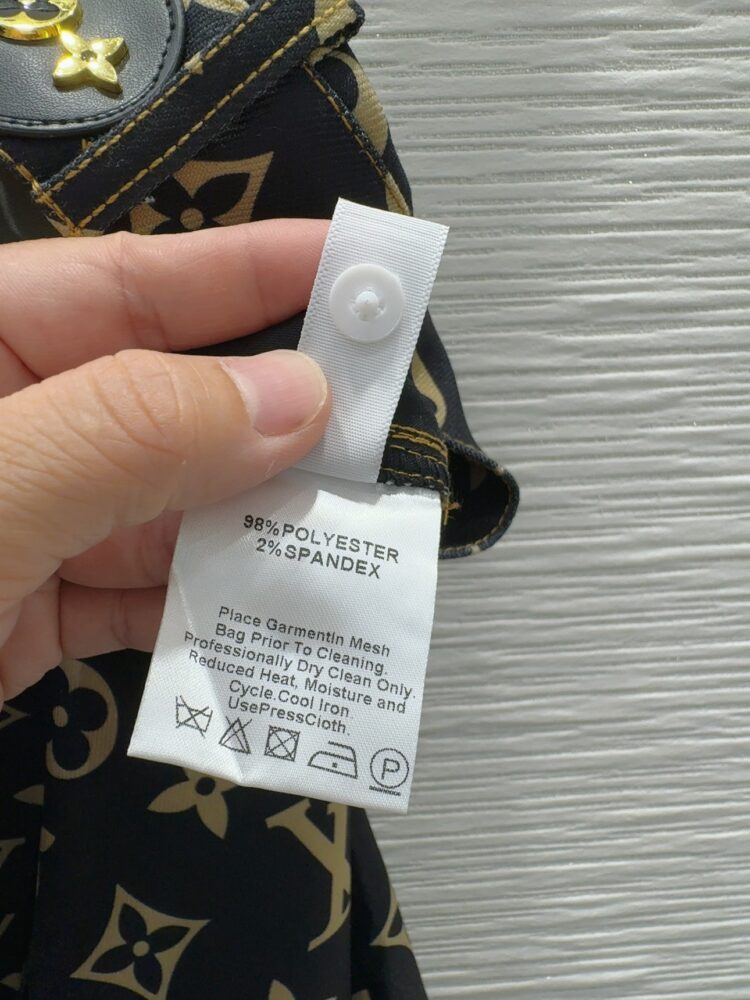 98%POLYESTER
2%SPANDEX
Place GarmentIn Mesh
Bag Prior To Cleaning.
Professionally Dry Clean Only.
Reduced Heat, Moisture and
Cycle.Cool Iron.
UsePressCloth.
P
LV